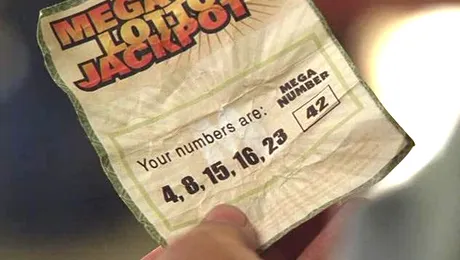 MEGA
LOTTO
JACKPOT
MEGA
NUMBER
Your numbers are: 42
4, 8, 15, 16, 23